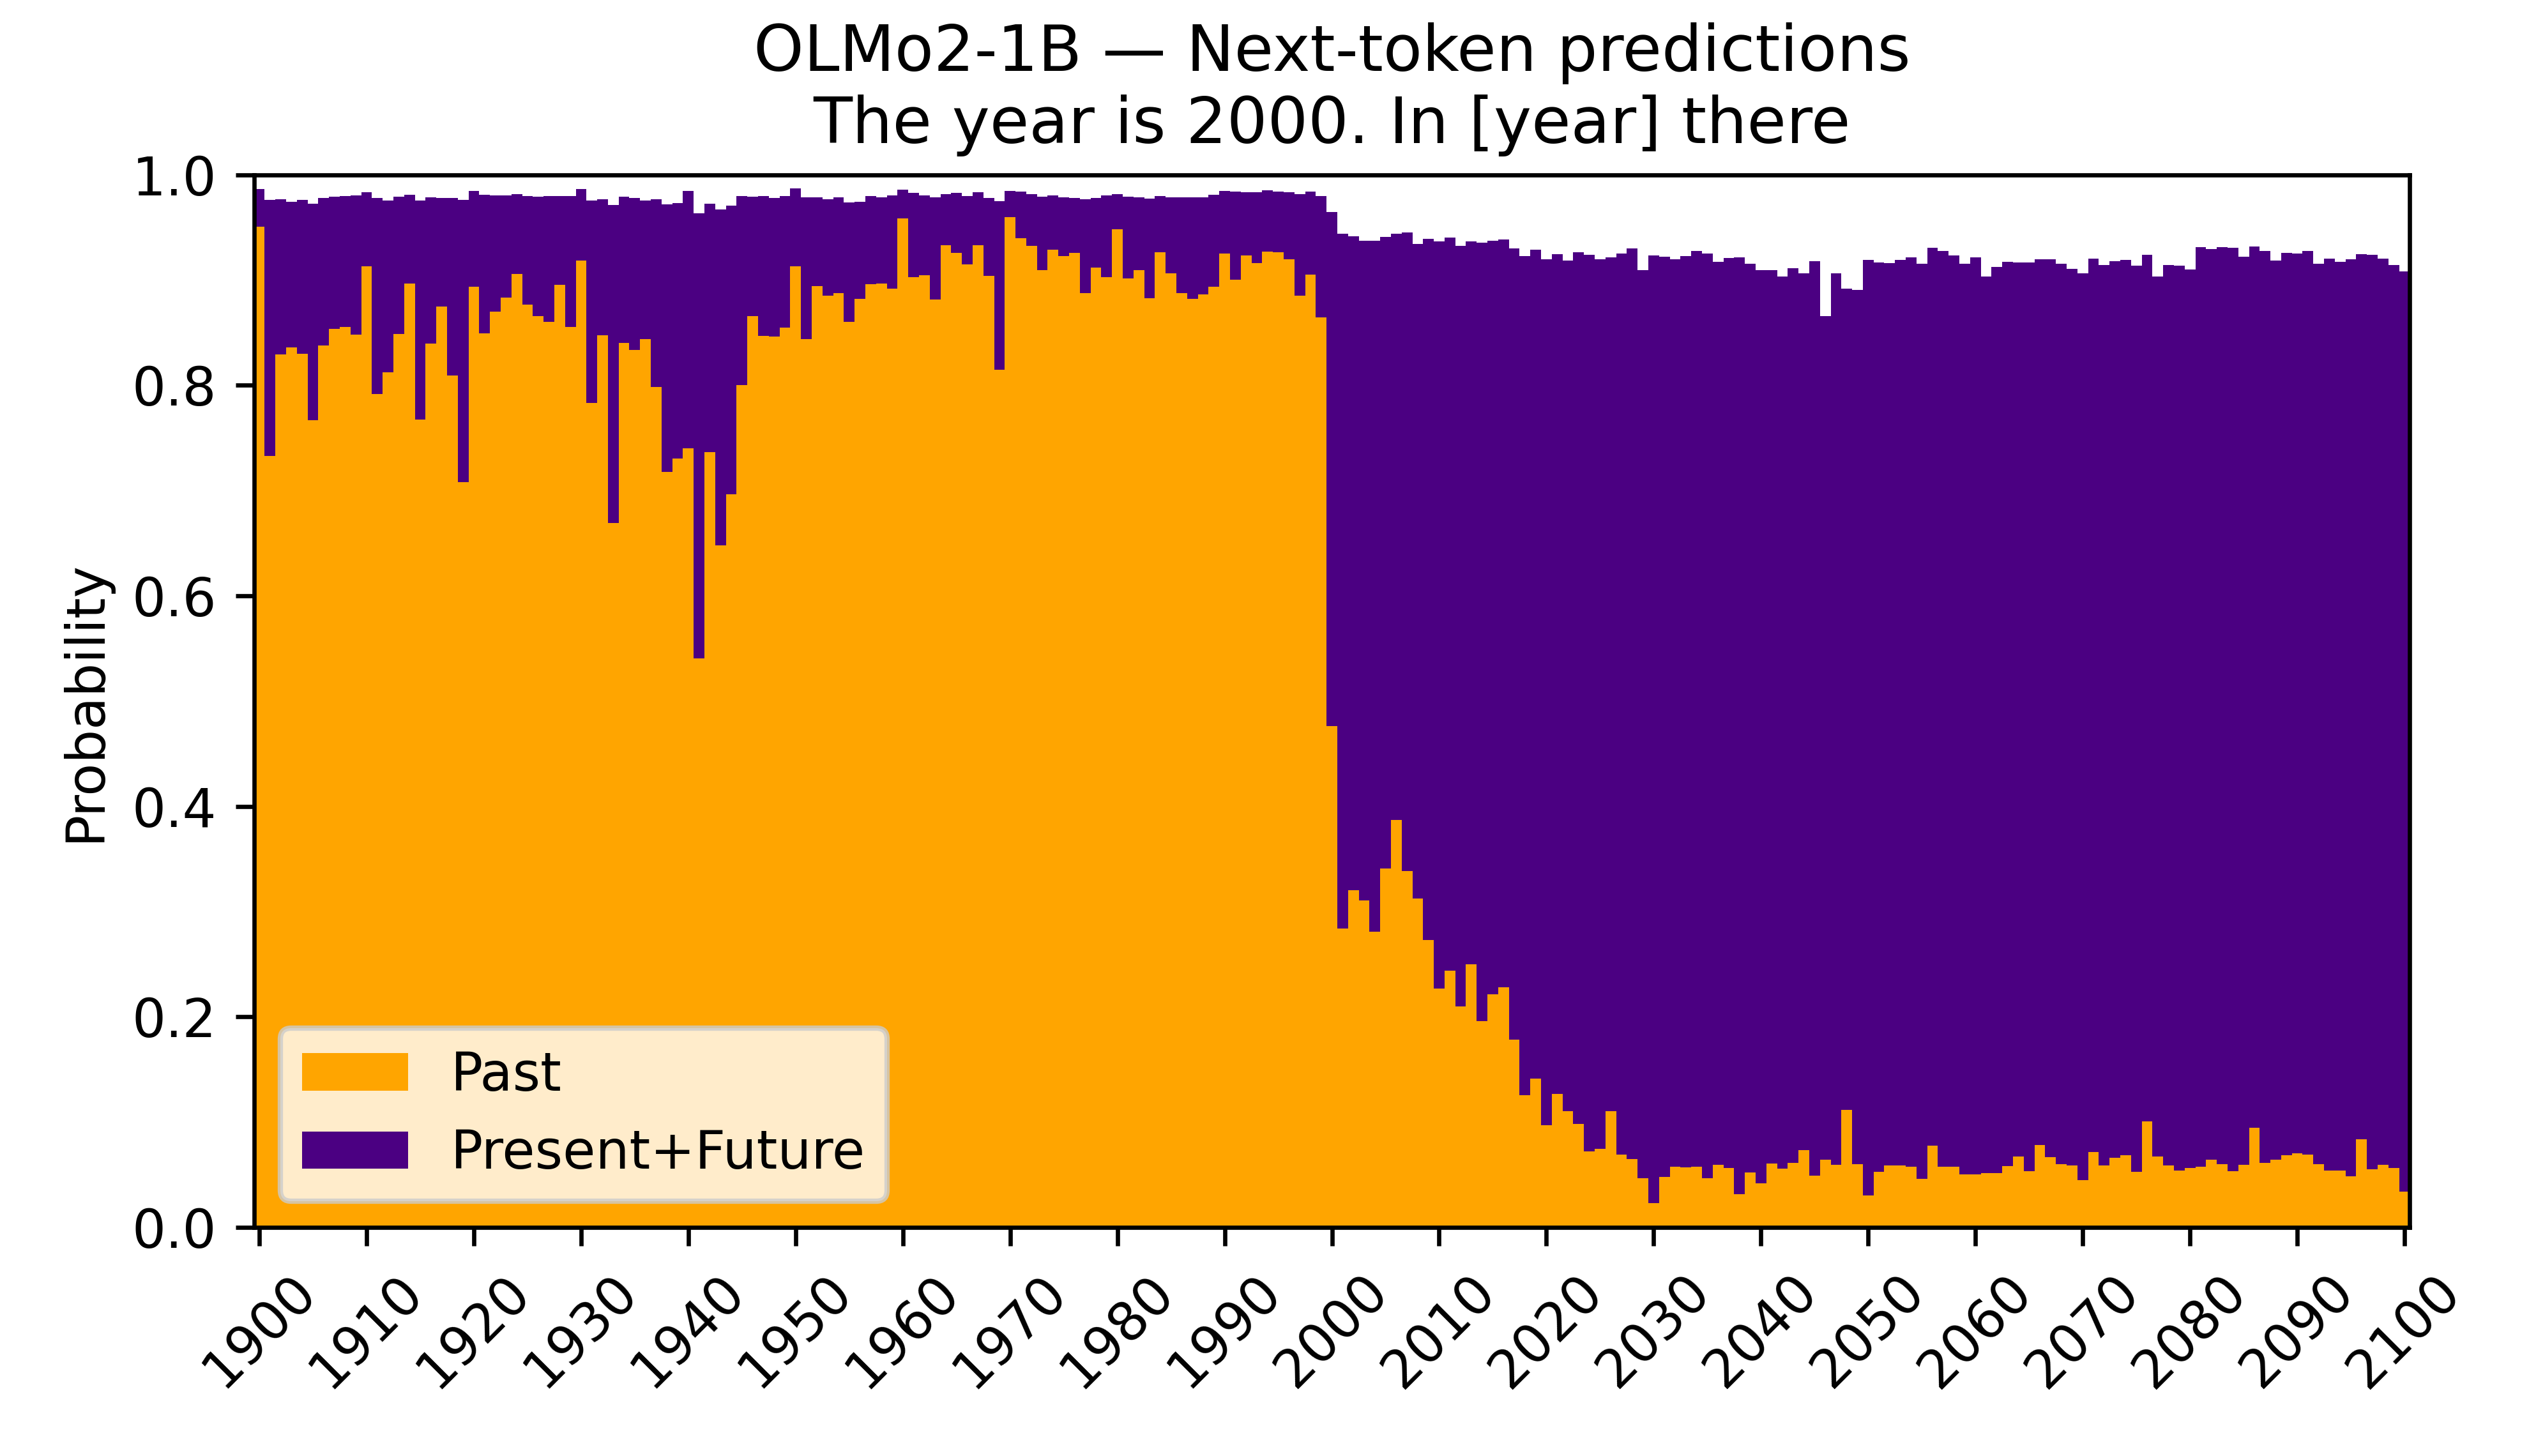 OLMo2-1B — Next-token predictions
The year is 2000. In [year] there
Probability
1.0
0.8
0.6
0.4
0.2
0.0
Past
Present+Future
1900 1910 1920 1930 1940 1950 1960 1970 1980 1990 2000 2010 2020 2030 2040 2050 2060 2070 2080 2090 2100